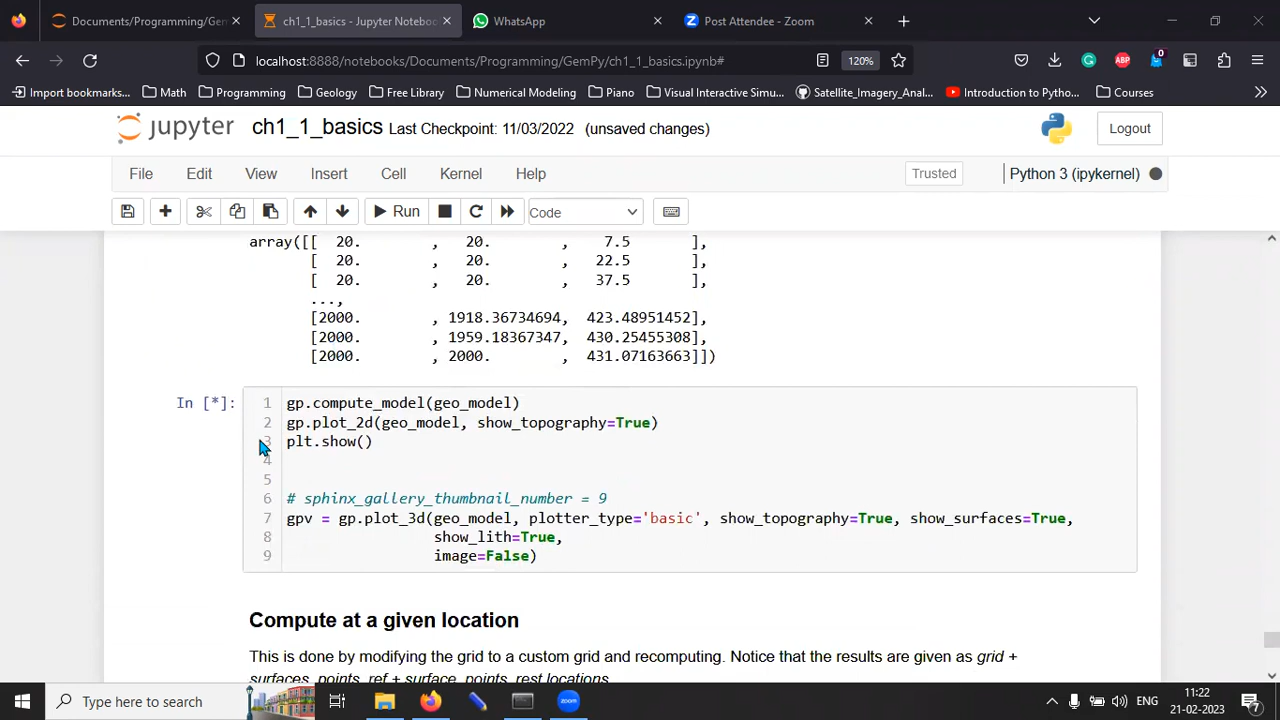 Documents/Programming/Gem
ch1_1_basics - Jupyter Notebook
WhatsApp
Post Attendee - Zoom
localhost:8888/notebooks/Documents/Programming/GemPy/ch1_1_basics.ipynb#
120%
0
Import bookmarks...
Math
Programming
Geology
Free Library
Numerical Modeling
Piano
Visual Interactive Simu...
Satellite_Imagery_Anal...
Introduction to Pytho...
Courses
jupyter
ch1_1_basics Last Checkpoint: 11/03/2022 (unsaved changes)
Logout
File Edit View Insert Cell Kernel Help
Trusted
Python 3 (ipykernel)
Run
Code
array([[ 20. , 20. , 7.5 ],
[ 20. , 20. , 22.5 ],
[ 20. , 20. , 37.5 ],
...,
[2000. , 1918.36734694, 423.48951452],
[2000. , 1959.18367347, 430.25455308],
[2000. , 2000. , 431.07163663]])
In [*]:
1 gp.compute_model(geo_model)
2 gp.plot_2d(geo_model, show_topography=True)
3 plt.show()
4
5
6 # sphinx_gallery_thumbnail_number = 9
7 gpv = gp.plot_3d(geo_model, plotter_type='basic', show_topography=True, show_surfaces=True,
8 show_lith=True,
9 image=False)
Compute at a given location
This is done by modifying the grid to a custom grid and recomputing. Notice that the results are given as grid +
surfaces_points_ref + surface_points_rest locations
Type here to search
zoom
ENG
11:22
21-02-2023
7